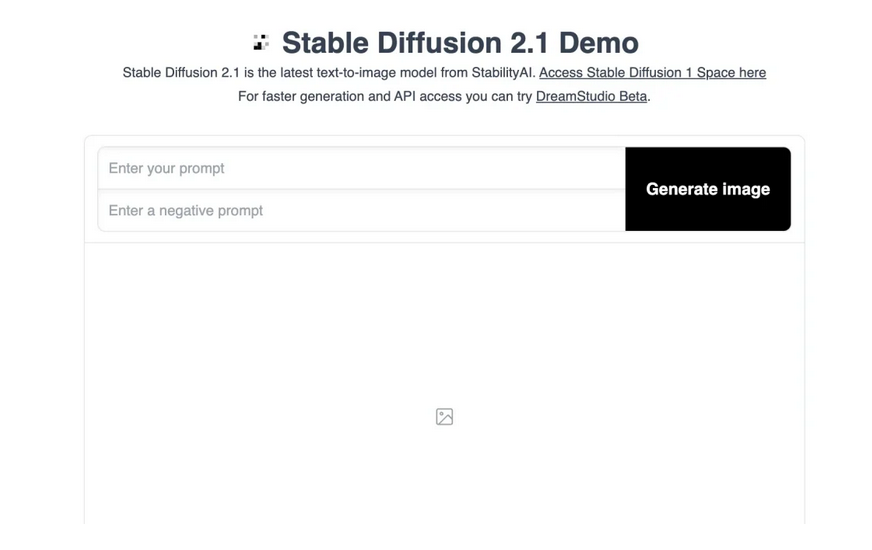 Stable Diffusion 2.1 Demo
Stable Diffusion 2.1 is the latest text-to-image model from StabilityAI. Access Stable Diffusion 1 Space here
For faster generation and API access you can try DreamStudio Beta.
Enter your prompt
Generate image
Enter a negative prompt